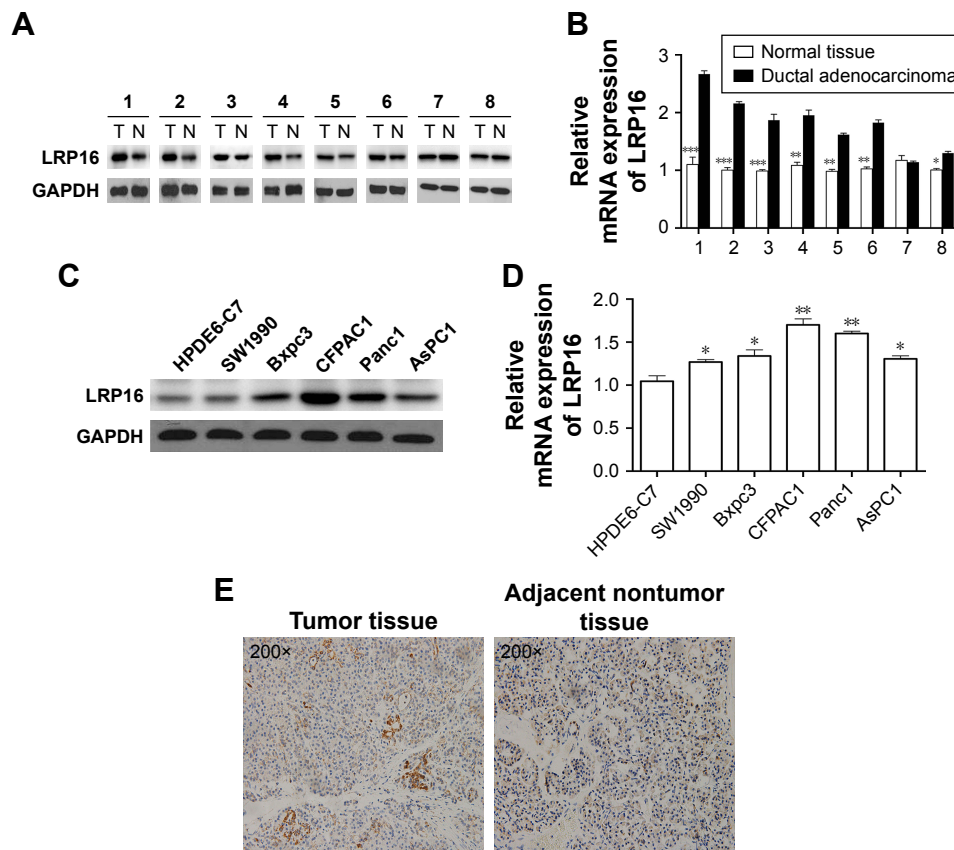 A
1 2 3 4 5 6 7 8
T N T N T N T N T N T N T N T N
LRP16
GAPDH
B
Normal tissue
Ductal adenocarcinoma
Relative
mRNA expression
of LRP16
3
2
1
0
*** *** *** ** ** ** *
1 2 3 4 5 6 7 8
C
HPDE6-C7 SW1990 Bxpc3 CFPAC1 Panc1 AsPC1
LRP16
GAPDH
D
Relative
mRNA expression
of LRP16
2.0
1.5
1.0
0.5
0.0
* * ** ** *
HPDE6-C7 SW1990 Bxpc3 CFPAC1 Panc1 AsPC1
E
Tumor tissue
Adjacent nontumor
tissue
200×
200×